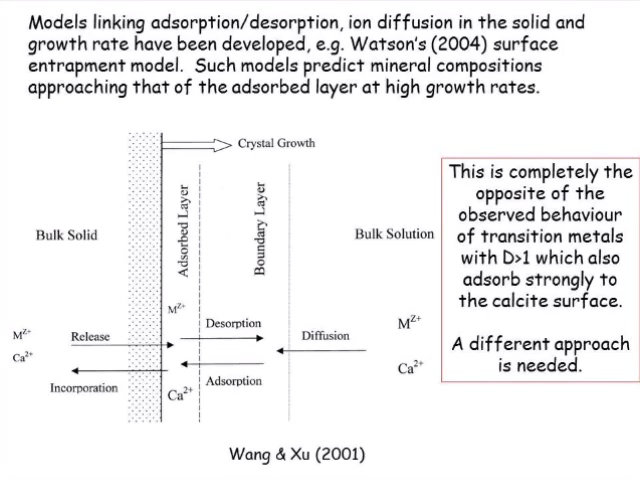 Models linking adsorption/desorption, ion diffusion in the solid and
growth rate have been developed, e.g. Watson's (2004) surface
entrapment model. Such models predict mineral compositions
approaching that of the adsorbed layer at high growth rates.
Crystal Growth
Bulk Solid
Adsorbed Layer
Boundary Layer
Bulk Solution
M²⁺
Ca²⁺
Release
Incorporation
M²⁺
Ca²⁺
Desorption
Adsorption
Diffusion
M²⁺
Ca²⁺
This is completely the
opposite of the
observed behaviour
of transition metals
with D>1 which also
adsorb strongly to
the calcite surface.
A different approach
is needed.
Wang & Xu (2001)